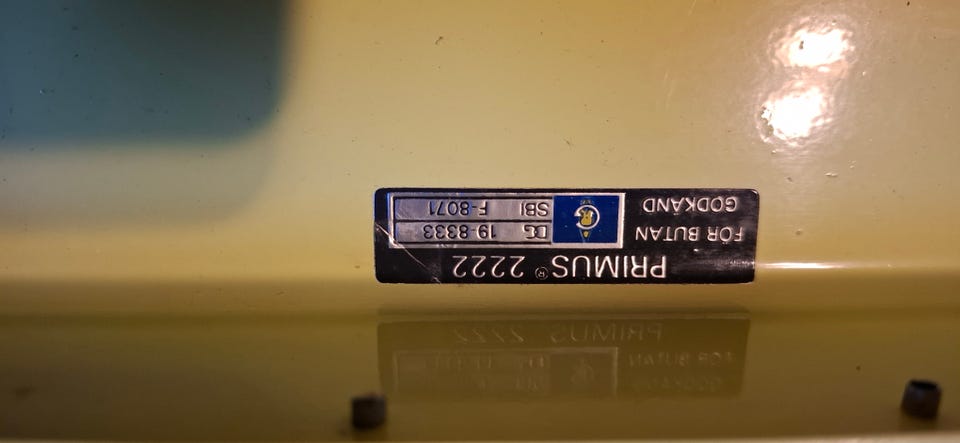 PRIMUS® 2222
FÖR BUTAN
GODKÄND
DG 19-8333
SBI F-8071